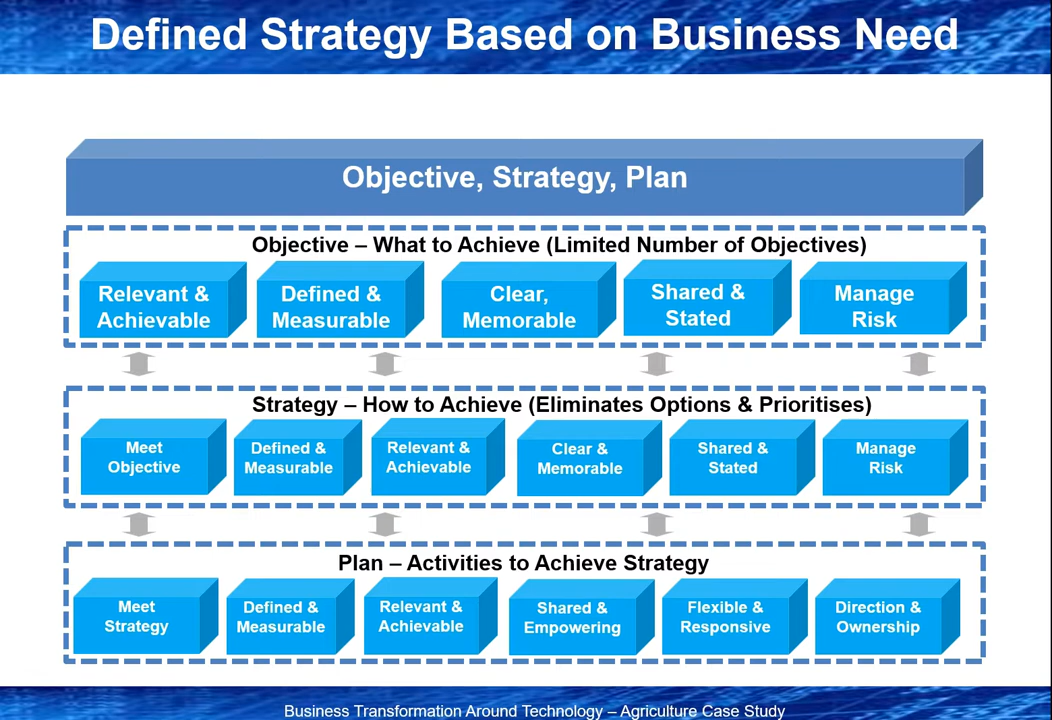 Defined Strategy Based on Business Need
Objective, Strategy, Plan
Objective – What to Achieve (Limited Number of Objectives)
Relevant &
Achievable
Defined &
Measurable
Clear,
Memorable
Shared &
Stated
Manage
Risk
Strategy – How to Achieve (Eliminates Options & Prioritises)
Meet
Objective
Defined &
Measurable
Relevant &
Achievable
Clear &
Memorable
Shared &
Stated
Manage
Risk
Plan – Activities to Achieve Strategy
Meet
Strategy
Defined &
Measurable
Relevant &
Achievable
Shared &
Empowering
Flexible &
Responsive
Direction &
Ownership
Business Transformation Around Technology – Agriculture Case Study